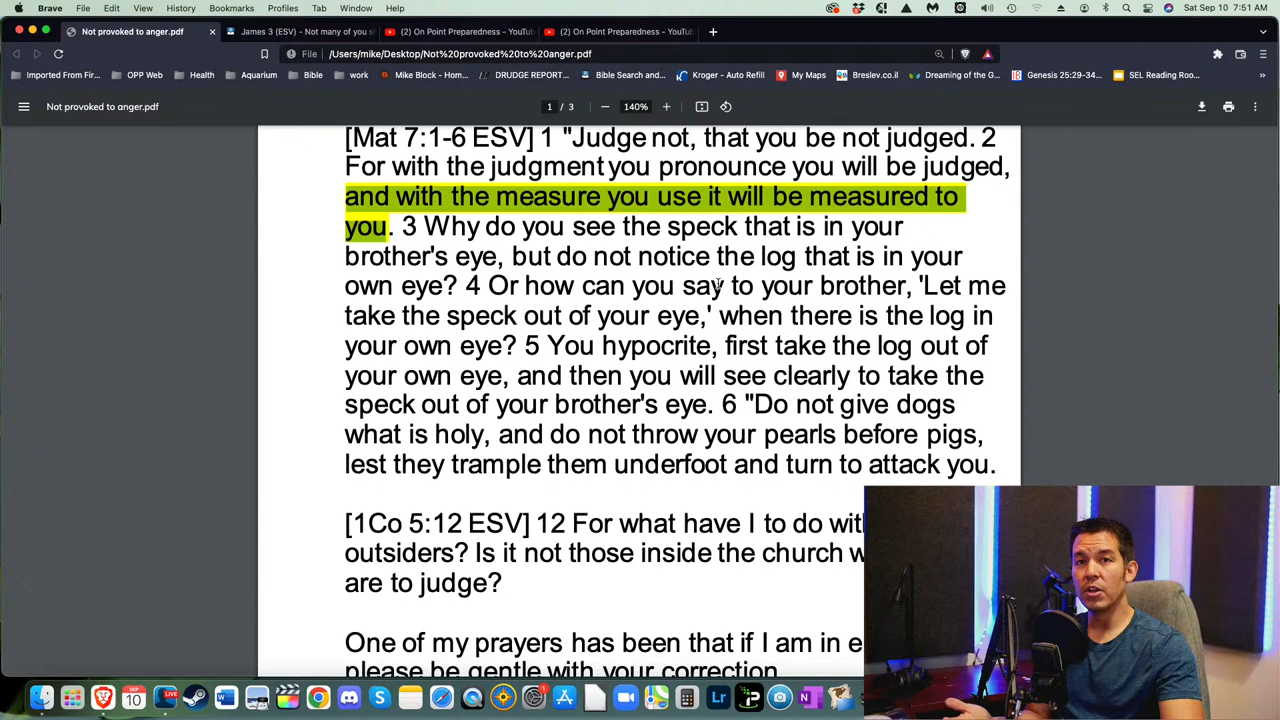 Brave File Edit View History Bookmarks Profiles Tab Window Help Sat Sep 10 7:51 AM
Not provoked to anger.pdf James 3 (ESV) - Not many of you s (2) On Point Preparedness - YouTub (2) On Point Preparedness - YouTub
File /Users/mike/Desktop/Not%20provoked%20to%20anger.pdf
Imported From Fir... OPP Web Health Aquarium Bible work Mike Block - Horn... DRUDGE REPORT... Bible Search and... Kroger - Auto Refill My Maps Breslev.co.il Dreaming of the G... Genesis 25:29-34... SEL Reading Roo...
Not provoked to anger.pdf 1 / 3 140%
[Mat 7:1-6 ESV] 1 "Judge not, that you be not judged. 2
For with the judgment you pronounce you will be judged,
and with the measure you use it will be measured to
you. 3 Why do you see the speck that is in your
brother's eye, but do not notice the log that is in your
own eye? 4 Or how can you say to your brother, 'Let me
take the speck out of your eye,' when there is the log in
your own eye? 5 You hypocrite, first take the log out of
your own eye, and then you will see clearly to take the
speck out of your brother's eye. 6 "Do not give dogs
what is holy, and do not throw your pearls before pigs,
lest they trample them underfoot and turn to attack you.
[1Co 5:12 ESV] 12 For what have I to do wit
outsiders? Is it not those inside the church w
are to judge?
One of my prayers has been that if I am in e
please be gentle with your correction